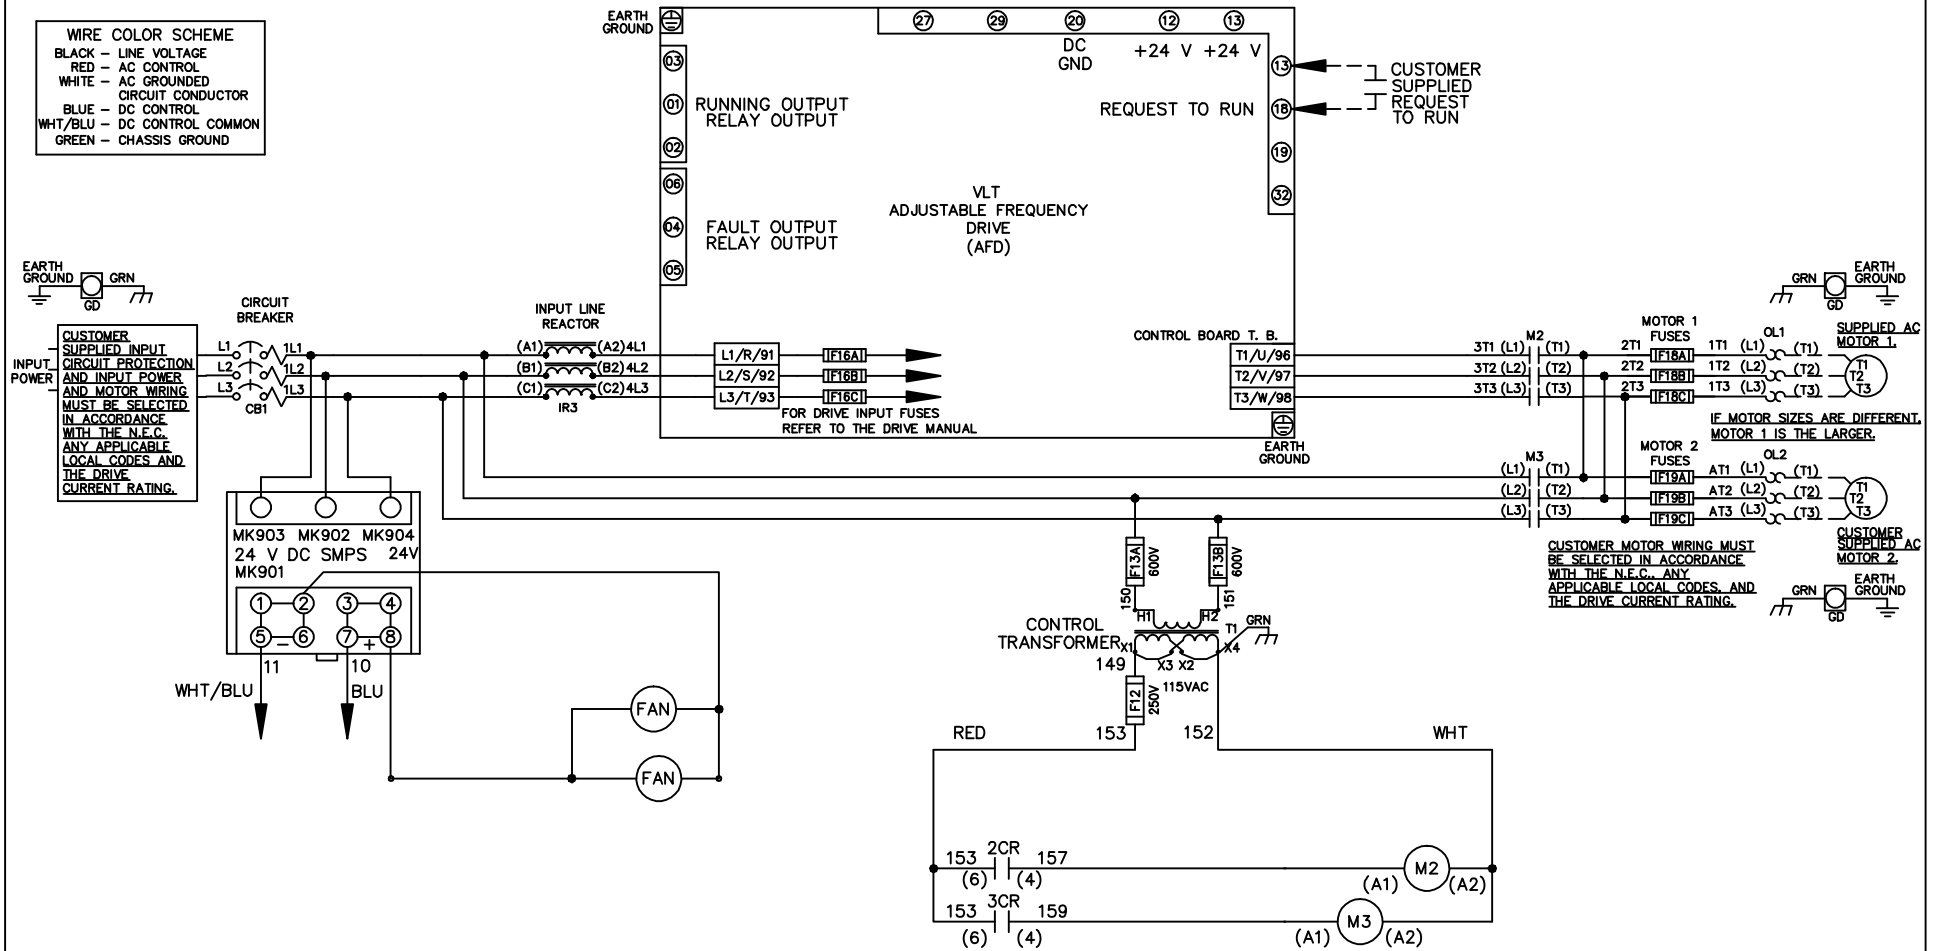 WIRE COLOR SCHEME
BLACK – LINE VOLTAGE
RED – AC CONTROL
WHITE – AC GROUNDED
CIRCUIT CONDUCTOR
BLUE – DC CONTROL
WHT/BLU – DC CONTROL COMMON
GREEN – CHASSIS GROUND
EARTH
GROUND
27 29 20 12 13
DC
GND
+24 V +24 V
03
01
02
RUNNING OUTPUT
RELAY OUTPUT
06
04
05
FAULT OUTPUT
RELAY OUTPUT
VLT
ADJUSTABLE FREQUENCY
DRIVE
(AFD)
REQUEST TO RUN
13
18
19
32
CUSTOMER
SUPPLIED
REQUEST
TO RUN
EARTH
GROUND
GRN
GD
INPUT
POWER
CUSTOMER
SUPPLIED INPUT
CIRCUIT PROTECTION
AND INPUT POWER
AND MOTOR WIRING
MUST BE SELECTED
IN ACCORDANCE
WITH THE N.E.C.
ANY APPLICABLE
LOCAL CODES AND
THE DRIVE
CURRENT RATING.
CIRCUIT
BREAKER
L1 1L1
L2 1L2
L3 1L3
CB1
INPUT LINE
REACTOR
(A1) (A2) 4L1
(B1) (B2) 4L2
(C1) (C2) 4L3
IR3
L1/R/91 F16A
L2/S/92 F16B
L3/T/93 F16C
FOR DRIVE INPUT FUSES
REFER TO THE DRIVE MANUAL
CONTROL BOARD T. B.
T1/U/96
T2/V/97
T3/W/98
EARTH
GROUND
M2
3T1 (L1) (T1)
3T2 (L2) (T2)
3T3 (L3) (T3)
MOTOR 1
FUSES
2T1 F18A 1T1 (L1) (T1)
2T2 F18B 1T2 (L2) (T2)
2T3 F18C 1T3 (L3) (T3)
OL1
GRN
GD
EARTH
GROUND
SUPPLIED AC
MOTOR 1.
T1
T2
T3
IF MOTOR SIZES ARE DIFFERENT,
MOTOR 1 IS THE LARGER.
M3
(L1) (T1)
(L2) (T2)
(L3) (T3)
MOTOR 2
FUSES
F19A AT1 (L1) (T1)
F19B AT2 (L2) (T2)
F19C AT3 (L3) (T3)
OL2
T1
T2
T3
CUSTOMER
SUPPLIED AC
MOTOR 2.
CUSTOMER MOTOR WIRING MUST
BE SELECTED IN ACCORDANCE
WITH THE N.E.C., ANY
APPLICABLE LOCAL CODES, AND
THE DRIVE CURRENT RATING.
GRN
GD
EARTH
GROUND
MK903 MK902 MK904
24 V DC SMPS 24V
MK901
1 2 3 4
5 – 6 7 + 8
11 10
WHT/BLU BLU
FAN
FAN
F13A 600V
F13B 600V
150 151
H1 H2
CONTROL
TRANSFORMER
T1
GRN
X1 X3 X2 X4
149
115VAC
F12 250V
153 152
RED WHT
153 2CR 157
(6) (4)
M2
(A1) (A2)
153 3CR 159
(6) (4)
M3
(A1) (A2)